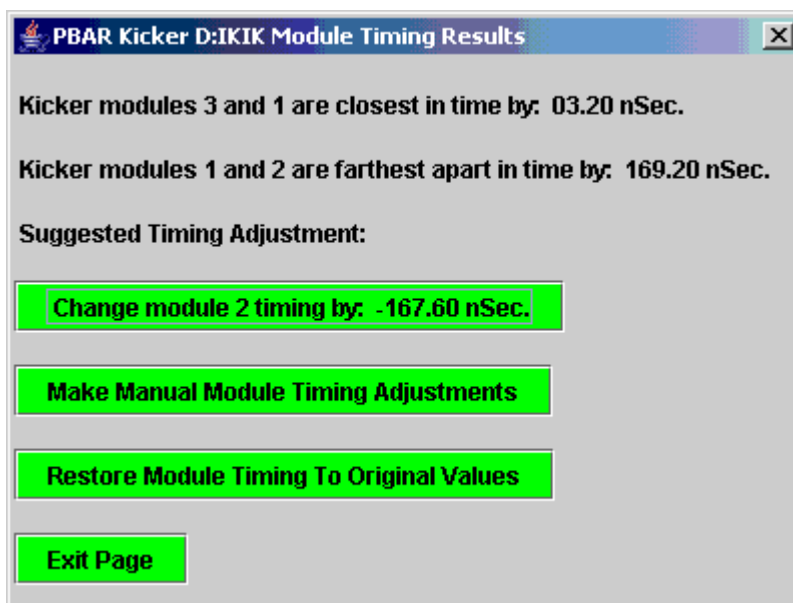 PBAR Kicker D:IKIK Module Timing Results
Kicker modules 3 and 1 are closest in time by: 03.20 nSec.
Kicker modules 1 and 2 are farthest apart in time by: 169.20 nSec.
Suggested Timing Adjustment:
Change module 2 timing by: -167.60 nSec.
Make Manual Module Timing Adjustments
Restore Module Timing To Original Values
Exit Page